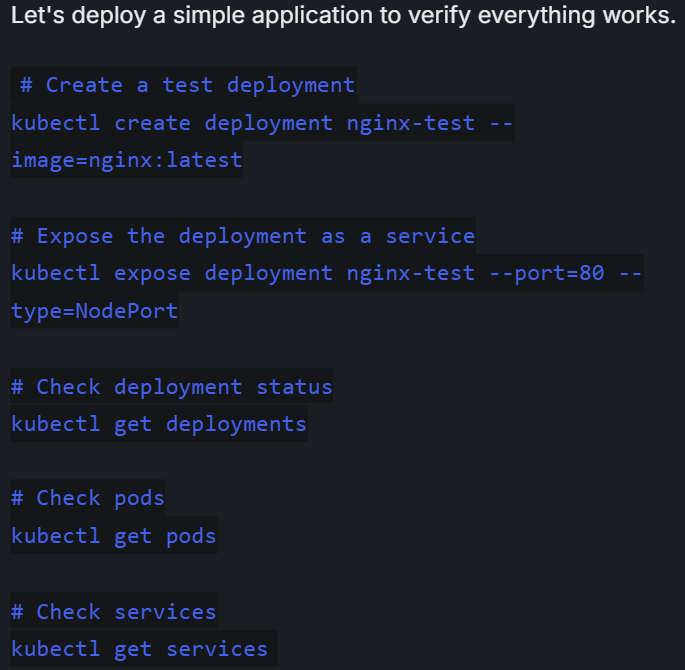 Let's deploy a simple application to verify everything works.
# Create a test deployment
kubectl create deployment nginx-test --
image=nginx:latest
# Expose the deployment as a service
kubectl expose deployment nginx-test --port=80 --
type=NodePort
# Check deployment status
kubectl get deployments
# Check pods
kubectl get pods
# Check services
kubectl get services